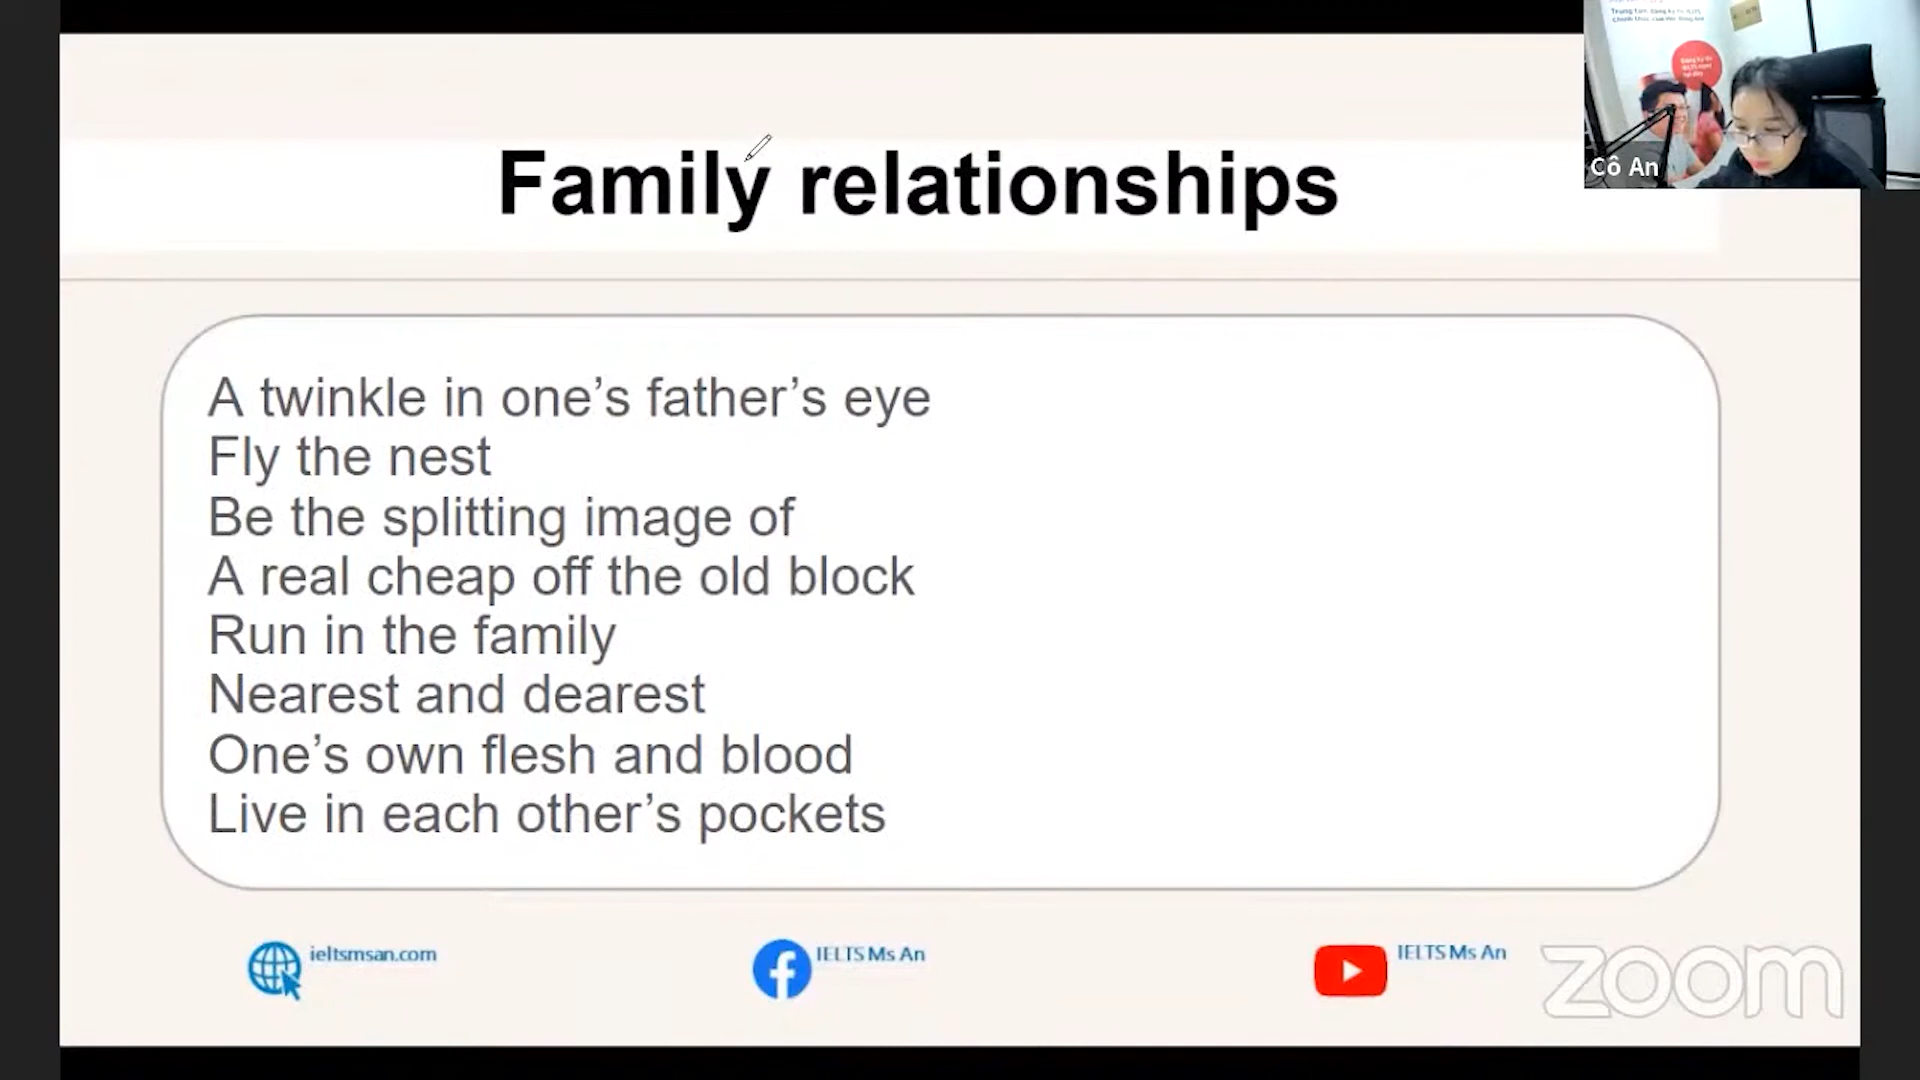 Family relationships
Cô An
A twinkle in one’s father’s eye
Fly the nest
Be the splitting image of
A real cheap off the old block
Run in the family
Nearest and dearest
One’s own flesh and blood
Live in each other’s pockets
ieltsmsan.com
IELTS Ms An
IELTS Ms An
zoom